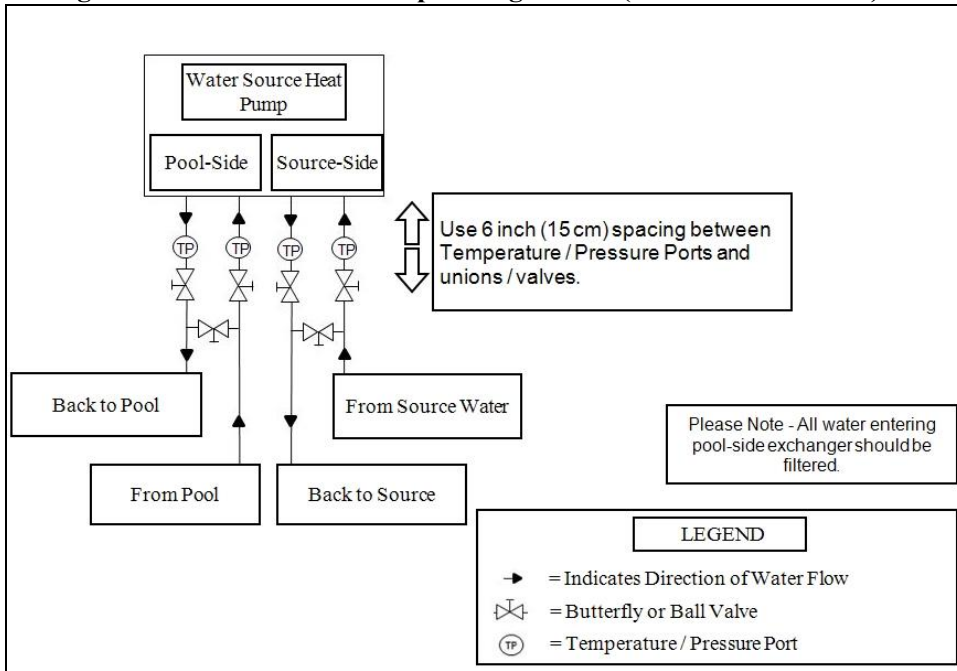 Water Source Heat
Pump
Pool-Side
Source-Side
TP
TP
TP
TP
Use 6 inch (15 cm) spacing between
Temperature / Pressure Ports and
unions / valves.
Back to Pool
From Source Water
From Pool
Back to Source
Please Note - All water entering
pool-side exchanger should be
filtered.
LEGEND
= Indicates Direction of Water Flow
= Butterfly or Ball Valve
TP = Temperature / Pressure Port